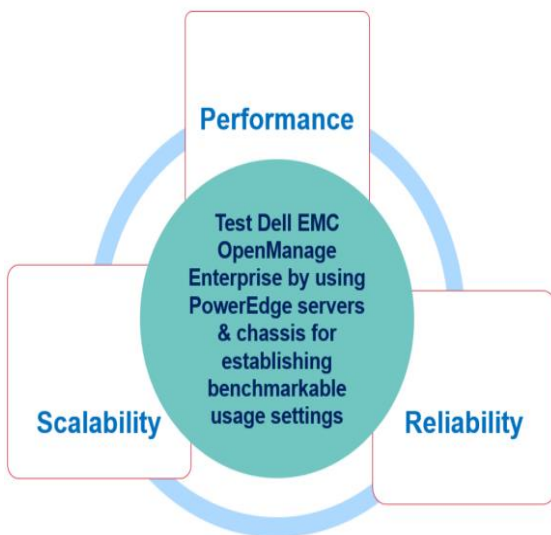 Performance
Test Dell EMC
OpenManage
Enterprise by using
PowerEdge servers
& chassis for
establishing
benchmarkable
usage settings
Scalability
Reliability